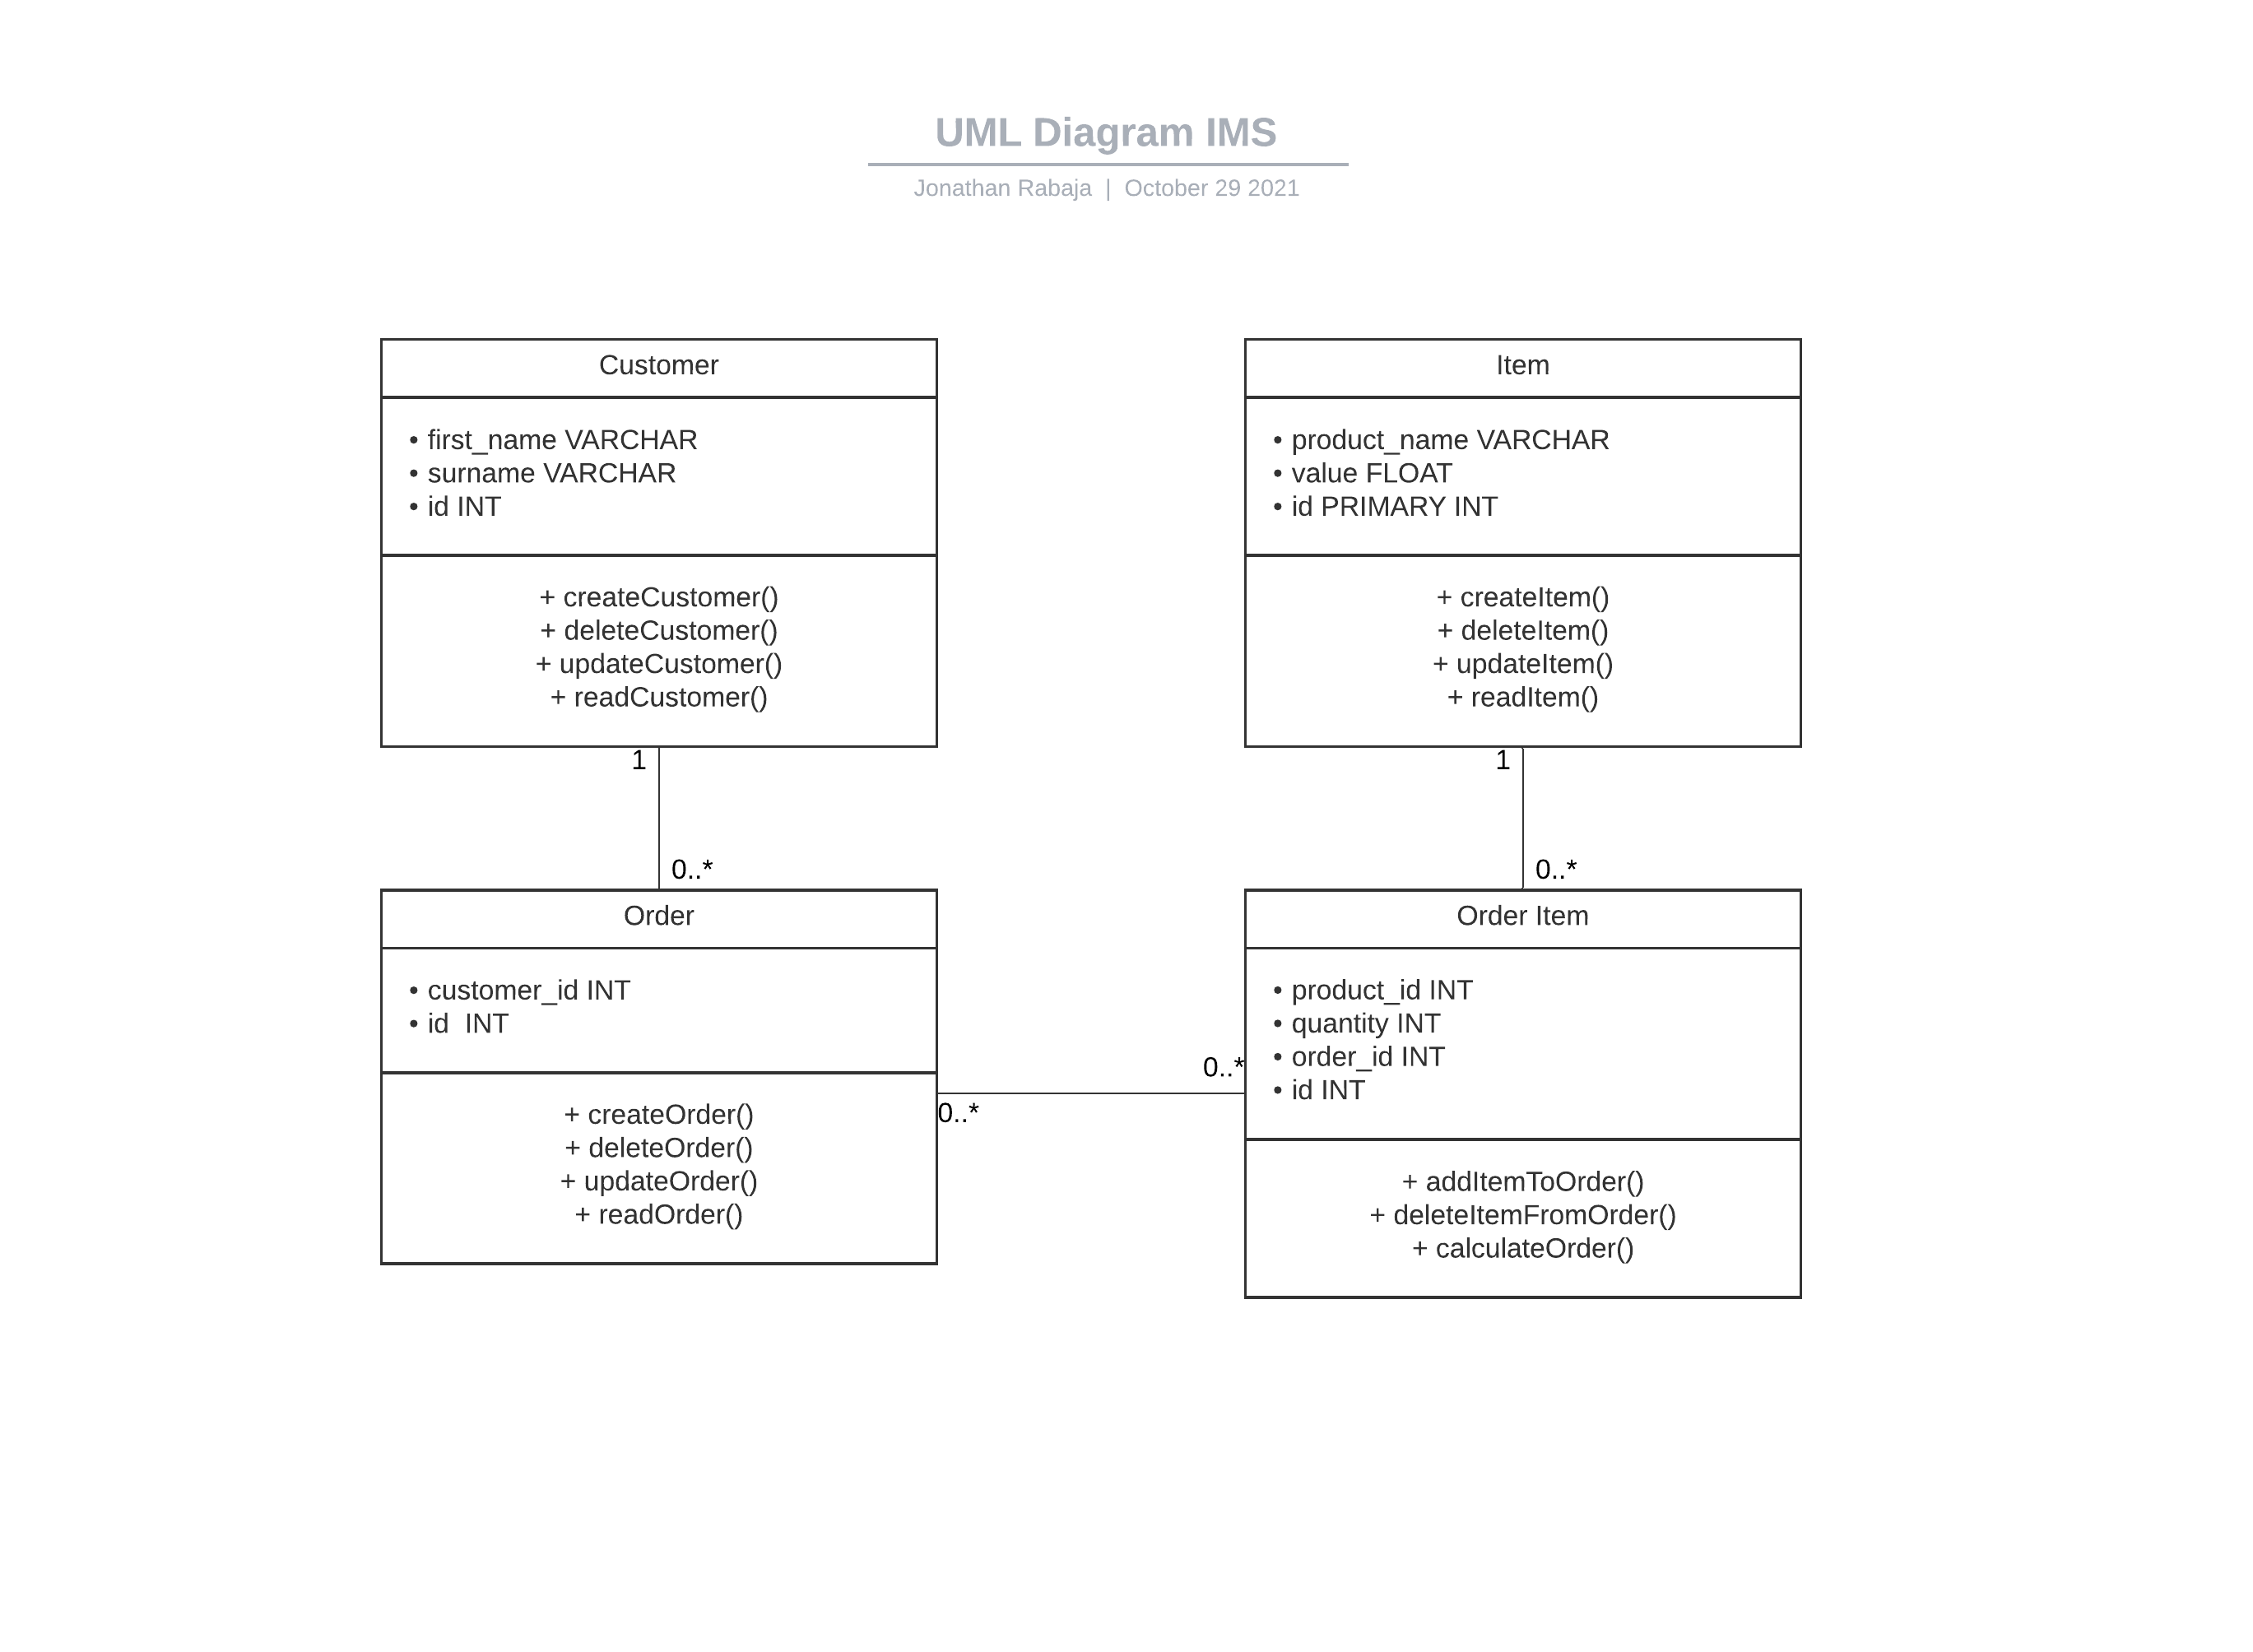 UML Diagram IMS
Jonathan Rabaja | October 29 2021
Customer
• first_name VARCHAR
• surname VARCHAR
• id INT
+ createCustomer()
+ deleteCustomer()
+ updateCustomer()
+ readCustomer()
Item
• product_name VARCHAR
• value FLOAT
• id PRIMARY INT
+ createItem()
+ deleteItem()
+ updateItem()
+ readItem()
1
0..*
1
0..*
Order
• customer_id INT
• id  INT
+ createOrder()
+ deleteOrder()
+ updateOrder()
+ readOrder()
0..*
0..*
Order Item
• product_id INT
• quantity INT
• order_id INT
• id INT
+ addItemToOrder()
+ deleteItemFromOrder()
+ calculateOrder()